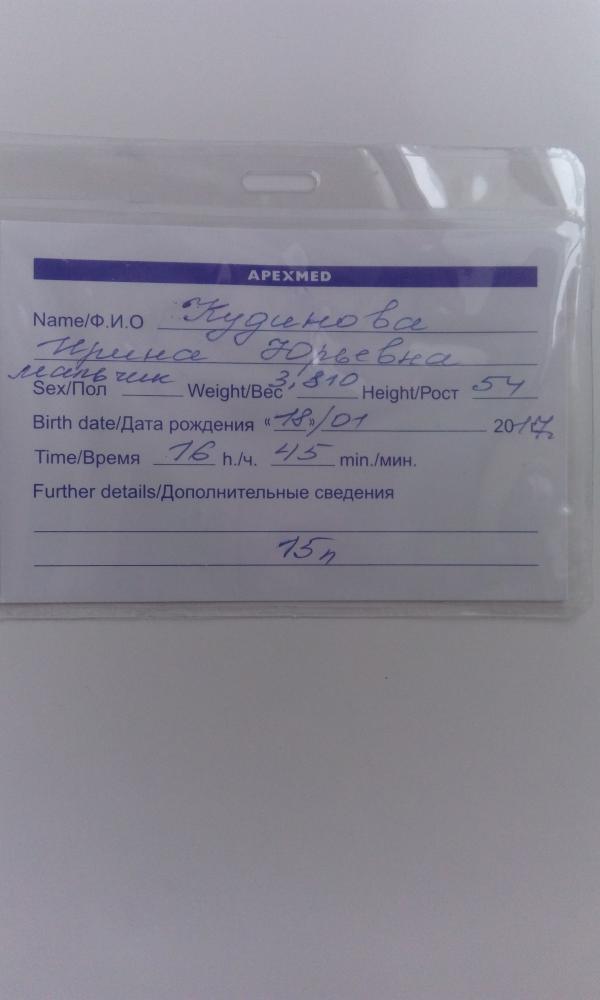 APEXMED
Name/Ф.И.О Кудинова
Ирина Юрьевна
мальчик
Sex/Пол Weight/Вес 3,810 Height/Рост 54
Birth date/Дата рождения «18»/01 2017г.
Time/Время 16 h./ч. 45 min./мин.
Further details/Дополнительные сведения
15п